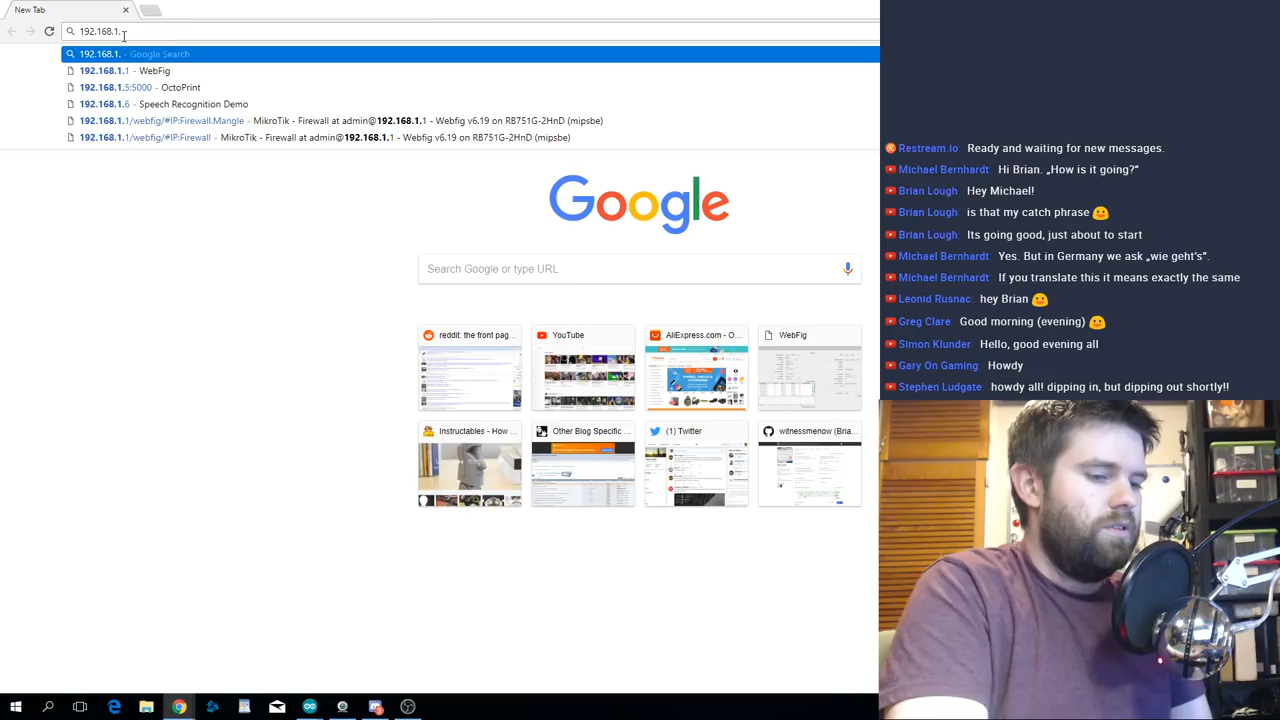 New Tab
192.168.1.
192.168.1. - Google Search
192.168.1.1 - WebFig
192.168.1.5:5000 - OctoPrint
192.168.1.6 - Speech Recognition Demo
192.168.1.1/webfig/#IP:Firewall.Mangle - MikroTik - Firewall at admin@192.168.1.1 - Webfig v6.19 on RB751G-2HnD (mipsbe)
192.168.1.1/webfig/#IP:Firewall - MikroTik - Firewall at admin@192.168.1.1 - Webfig v6.19 on RB751G-2HnD (mipsbe)
Google
Search Google or type URL
reddit: the front pag...
YouTube
AliExpress.com - O...
WebFig
Instructables - How ...
Other Blog Specific ...
(1) Twitter
witnessmenow (Bria...
Restream.io: Ready and waiting for new messages.
Michael Bernhardt: Hi Brian. „How is it going?“
Brian Lough: Hey Michael!
Brian Lough: is that my catch phrase
Brian Lough: Its going good, just about to start
Michael Bernhardt: Yes. But in Germany we ask „wie geht's“.
Michael Bernhardt: If you translate this it means exactly the same
Leonid Rusnac: hey Brian
Greg Clare: Good morning (evening)
Simon Klunder: Hello, good evening all
Gary On Gaming: Howdy
Stephen Ludgate: howdy all! dipping in, but dipping out shortly!!